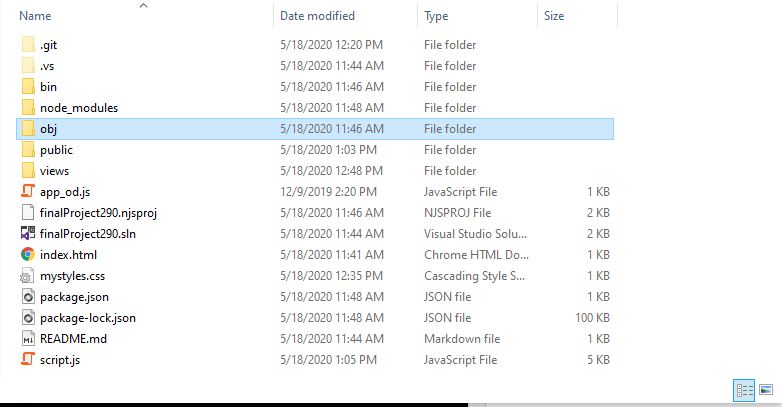 Name Date modified Type Size
.git 5/18/2020 12:20 PM File folder
.vs 5/18/2020 11:44 AM File folder
bin 5/18/2020 11:46 AM File folder
node_modules 5/18/2020 11:48 AM File folder
obj 5/18/2020 11:46 AM File folder
public 5/18/2020 1:03 PM File folder
views 5/18/2020 12:48 PM File folder
app_od.js 12/9/2019 2:20 PM JavaScript File 1 KB
finalProject290.njsproj 5/18/2020 11:46 AM NJSPROJ File 2 KB
finalProject290.sln 5/18/2020 11:44 AM Visual Studio Solu... 2 KB
index.html 5/18/2020 11:41 AM Chrome HTML Do... 1 KB
mystyles.css 5/18/2020 12:35 PM Cascading Style S... 1 KB
package.json 5/18/2020 11:48 AM JSON file 1 KB
package-lock.json 5/18/2020 11:48 AM JSON file 100 KB
README.md 5/18/2020 11:44 AM Markdown file 1 KB
script.js 5/18/2020 1:05 PM JavaScript File 5 KB